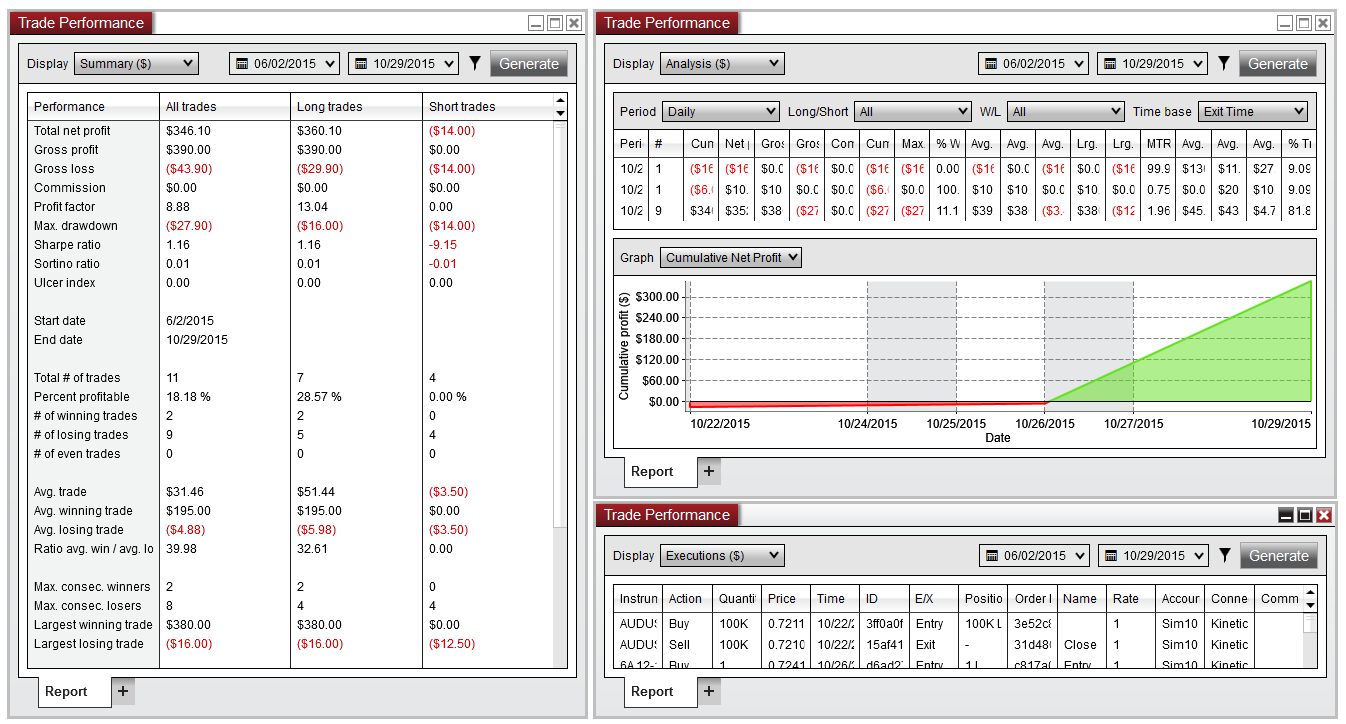 Trade Performance
Display Summary ($) 06/02/2015 10/29/2015 Generate
Performance All trades Long trades Short trades
Total net profit $346.10 $360.10 ($14.00)
Gross profit $390.00 $390.00 $0.00
Gross loss ($43.90) ($29.90) ($14.00)
Commission $0.00 $0.00 $0.00
Profit factor 8.88 13.04 0.00
Max. drawdown ($27.90) ($16.00) ($14.00)
Sharpe ratio 1.16 1.16 -9.15
Sortino ratio 0.01 0.01 -0.01
Ulcer index 0.00 0.00 0.00
Start date 6/2/2015
End date 10/29/2015
Total # of trades 11 7 4
Percent profitable 18.18 % 28.57 % 0.00 %
# of winning trades 2 2 0
# of losing trades 9 5 4
# of even trades 0 0 0
Avg. trade $31.46 $51.44 ($3.50)
Avg. winning trade $195.00 $195.00 $0.00
Avg. losing trade ($4.88) ($5.98) ($3.50)
Ratio avg. win / avg. lo 39.98 32.61 0.00
Max. consec. winners 2 2 0
Max. consec. losers 8 4 4
Largest winning trade $380.00 $380.00 $0.00
Largest losing trade ($16.00) ($16.00) ($12.50)
Report +
Trade Performance
Display Analysis ($) 06/02/2015 10/29/2015 Generate
Period Daily Long/Short All W/L All Time base Exit Time
Peri # Cun Net Gros Gros Con Cun Max. % W Avg. Avg. Avg. Lrg. Lrg. MTR Avg. Avg. Avg. % Ti
10/2 1 ($16 ($16 $0.0 ($16 $0.0 ($16 ($16 0.00 ($16 $0.0 ($16 $0.0 ($16 99.9 $13 $11. $27. 9.09
10/2 1 ($6. $10. $10 $0.0 $0.0 ($6. $0.0 100. $10 $10 $0.0 $10. $0.0 0.75 $0.0 $20 $10 9.09
10/2 9 $34 $35 $38 ($27 $0.0 ($27 ($27 11.1 $39 $38 ($3. $38 ($12 1.96 $45. $43 $4.7 81.8
Graph Cumulative Net Profit
Cumulative profit ($)
$300.00
$240.00
$180.00
$120.00
$60.00
$0.00
10/22/2015 10/24/2015 10/25/2015 10/26/2015 10/27/2015 10/29/2015
Date
Report +
Trade Performance
Display Executions ($) 06/02/2015 10/29/2015 Generate
Instrun Action Quanti Price Time ID E/X Positio Order Name Rate Accour Conne Comm
AUDU Buy 100K 0.7211 10/22/2 3ff0a0f Entry 100K L 3e52c8 1 Sim10 Kinetic
AUDU Sell 100K 0.7210 10/22/2 15af41 Exit - 31d48 Close 1 Sim10 Kinetic
6A 12- Buy 1 0.7241 10/26/2 d6ad2 Entry 1 L c817a Entry 1 Sim10 Kinetic
Report +